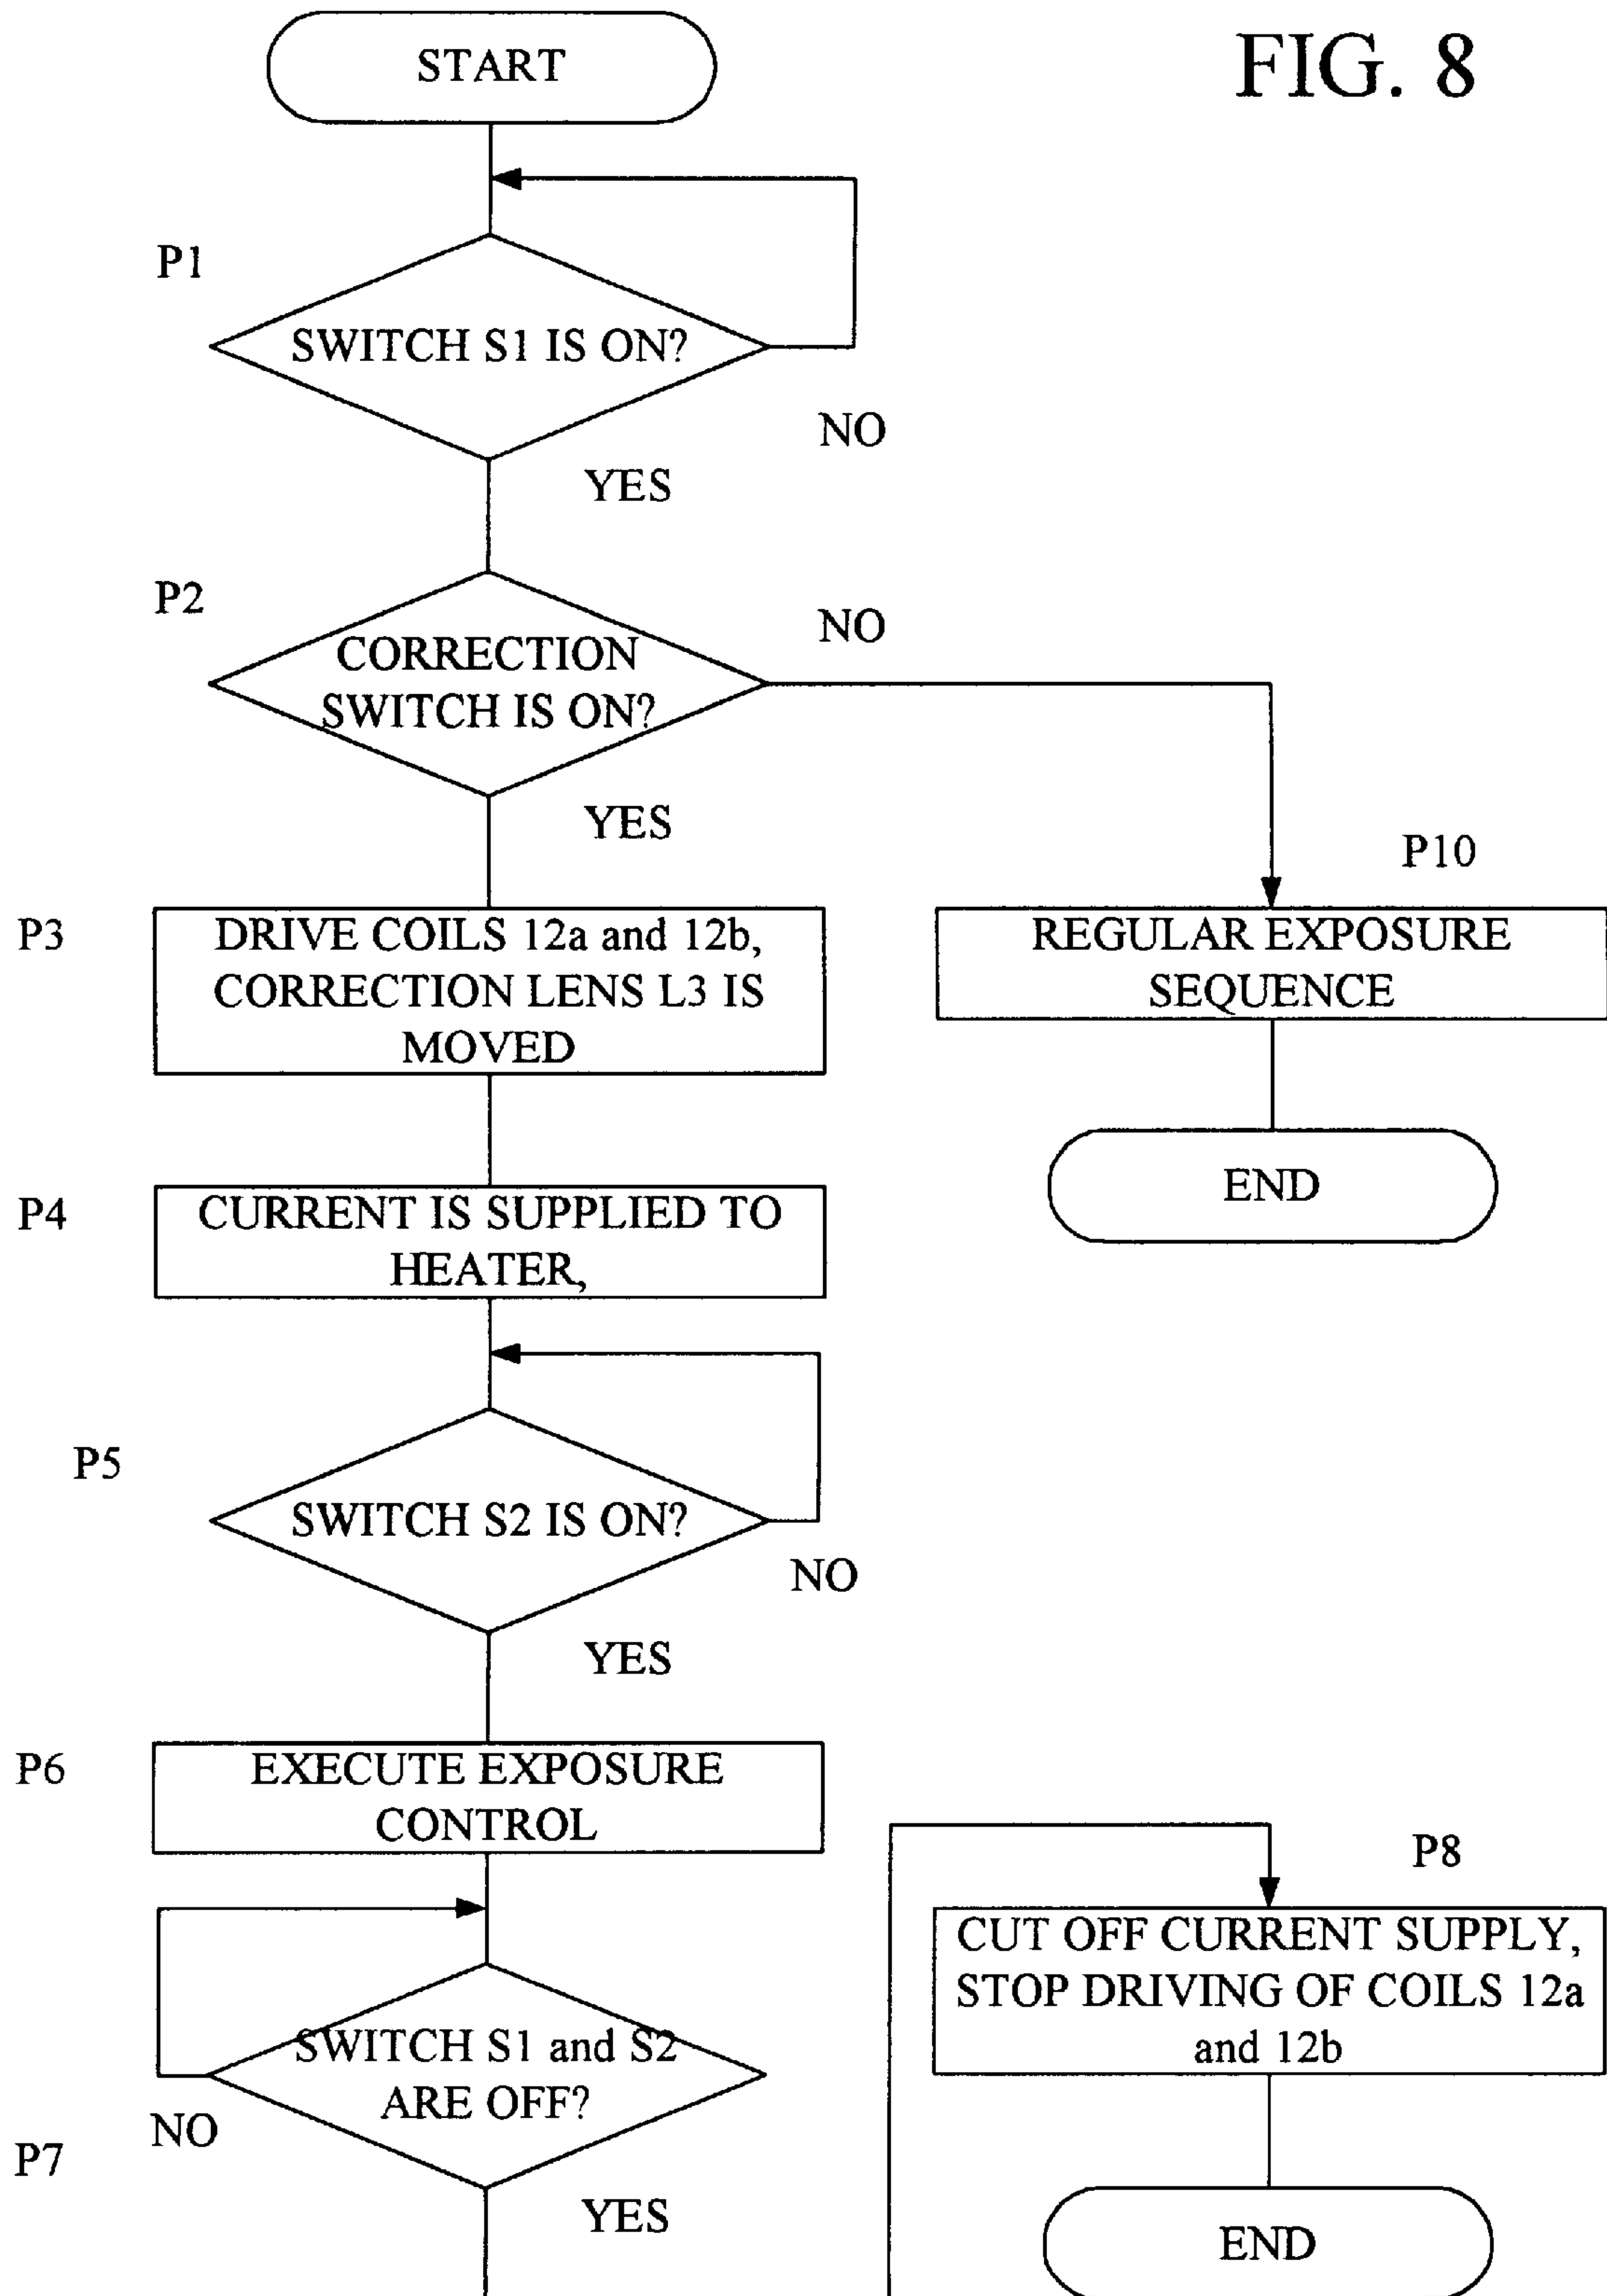 FIG. 8
START
P1
SWITCH S1 IS ON?
NO
YES
P2
CORRECTION
SWITCH IS ON?
NO
YES
P10
REGULAR EXPOSURE
SEQUENCE
END
P3
DRIVE COILS 12a and 12b,
CORRECTION LENS L3 IS
MOVED
P4
CURRENT IS SUPPLIED TO
HEATER,
P5
SWITCH S2 IS ON?
NO
YES
P6
EXECUTE EXPOSURE
CONTROL
SWITCH S1 and S2
ARE OFF?
NO
P7
YES
P8
CUT OFF CURRENT SUPPLY,
STOP DRIVING OF COILS 12a
and 12b
END